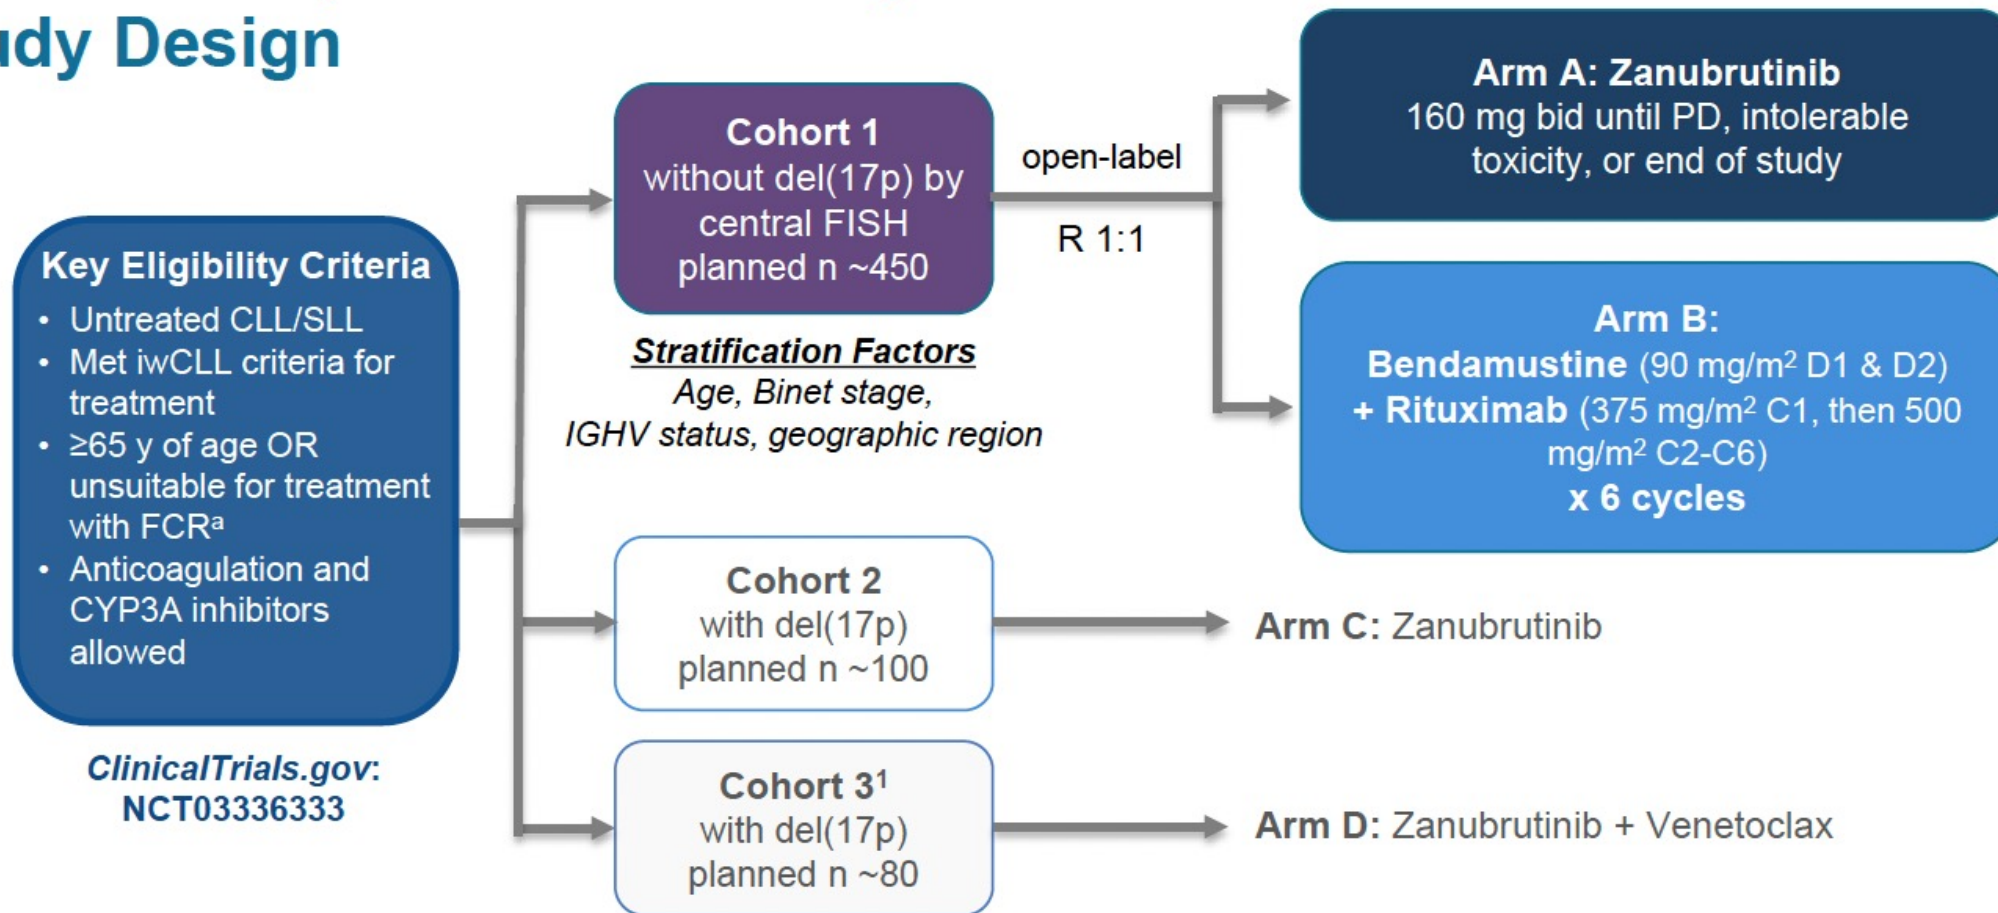 udy Design
Key Eligibility Criteria
• Untreated CLL/SLL
• Met iwCLL criteria for
treatment
• ≥65 y of age OR
unsuitable for treatment
with FCRᵃ
• Anticoagulation and
CYP3A inhibitors
allowed
ClinicalTrials.gov:
NCT03336333
Cohort 1
without del(17p) by
central FISH
planned n ~450
Stratification Factors
Age, Binet stage,
IGHV status, geographic region
open-label
R 1:1
Arm A: Zanubrutinib
160 mg bid until PD, intolerable
toxicity, or end of study
Arm B:
Bendamustine (90 mg/m² D1 & D2)
+ Rituximab (375 mg/m² C1, then 500
mg/m² C2-C6)
x 6 cycles
Cohort 2
with del(17p)
planned n ~100
Arm C: Zanubrutinib
Cohort 3¹
with del(17p)
planned n ~80
Arm D: Zanubrutinib + Venetoclax